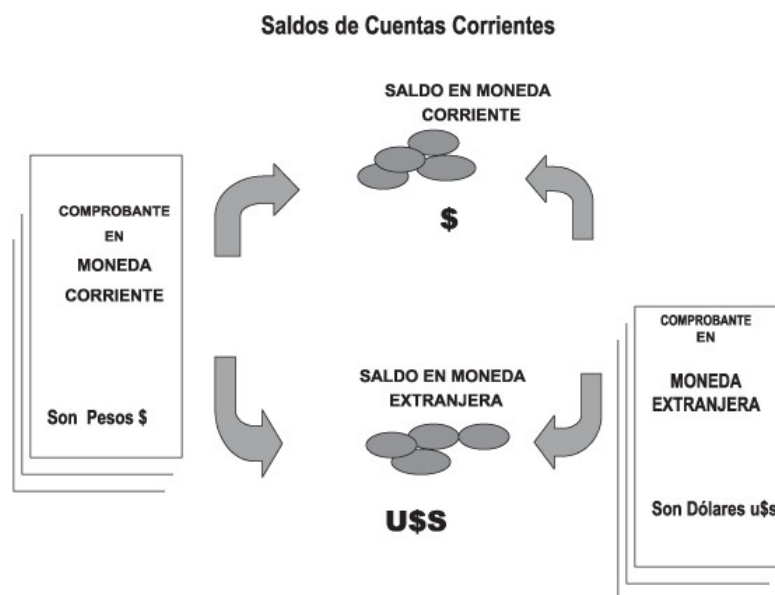 Saldos de Cuentas Corrientes
SALDO EN MONEDA
CORRIENTE
$
COMPROBANTE
EN
MONEDA
CORRIENTE
Son Pesos $
SALDO EN MONEDA
EXTRANJERA
U$S
COMPROBANTE
EN
MONEDA
EXTRANJERA
Son Dólares u$s